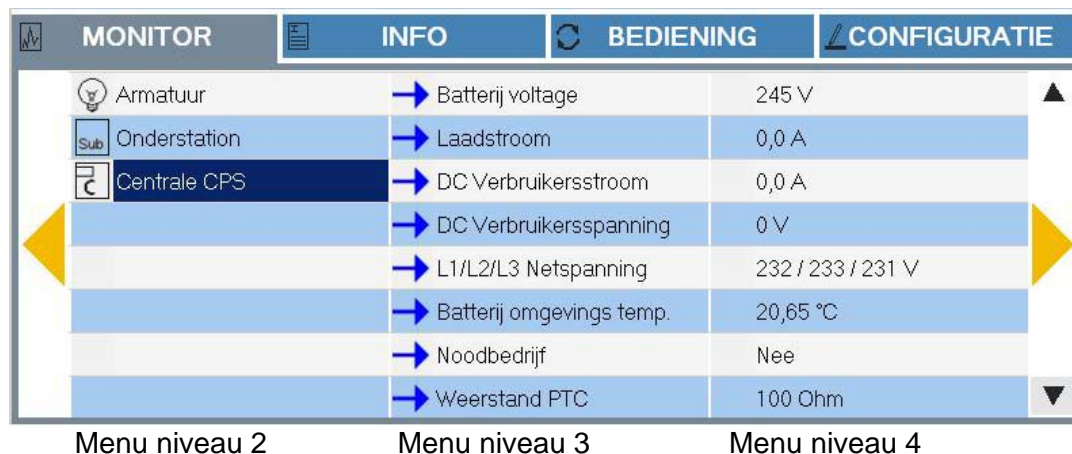 MONITOR INFO BEDIENING CONFIGURATIE
Armatuur Batterij voltage 245 V
Sub Onderstation Laadstroom 0,0 A
C Centrale CPS DC Verbruikersstroom 0,0 A
DC Verbruikersspanning 0 V
L1/L2/L3 Netspanning 232 / 233 / 231 V
Batterij omgevings temp. 20,65 °C
Noodbedrijf Nee
Weerstand PTC 100 Ohm
Menu niveau 2 Menu niveau 3 Menu niveau 4